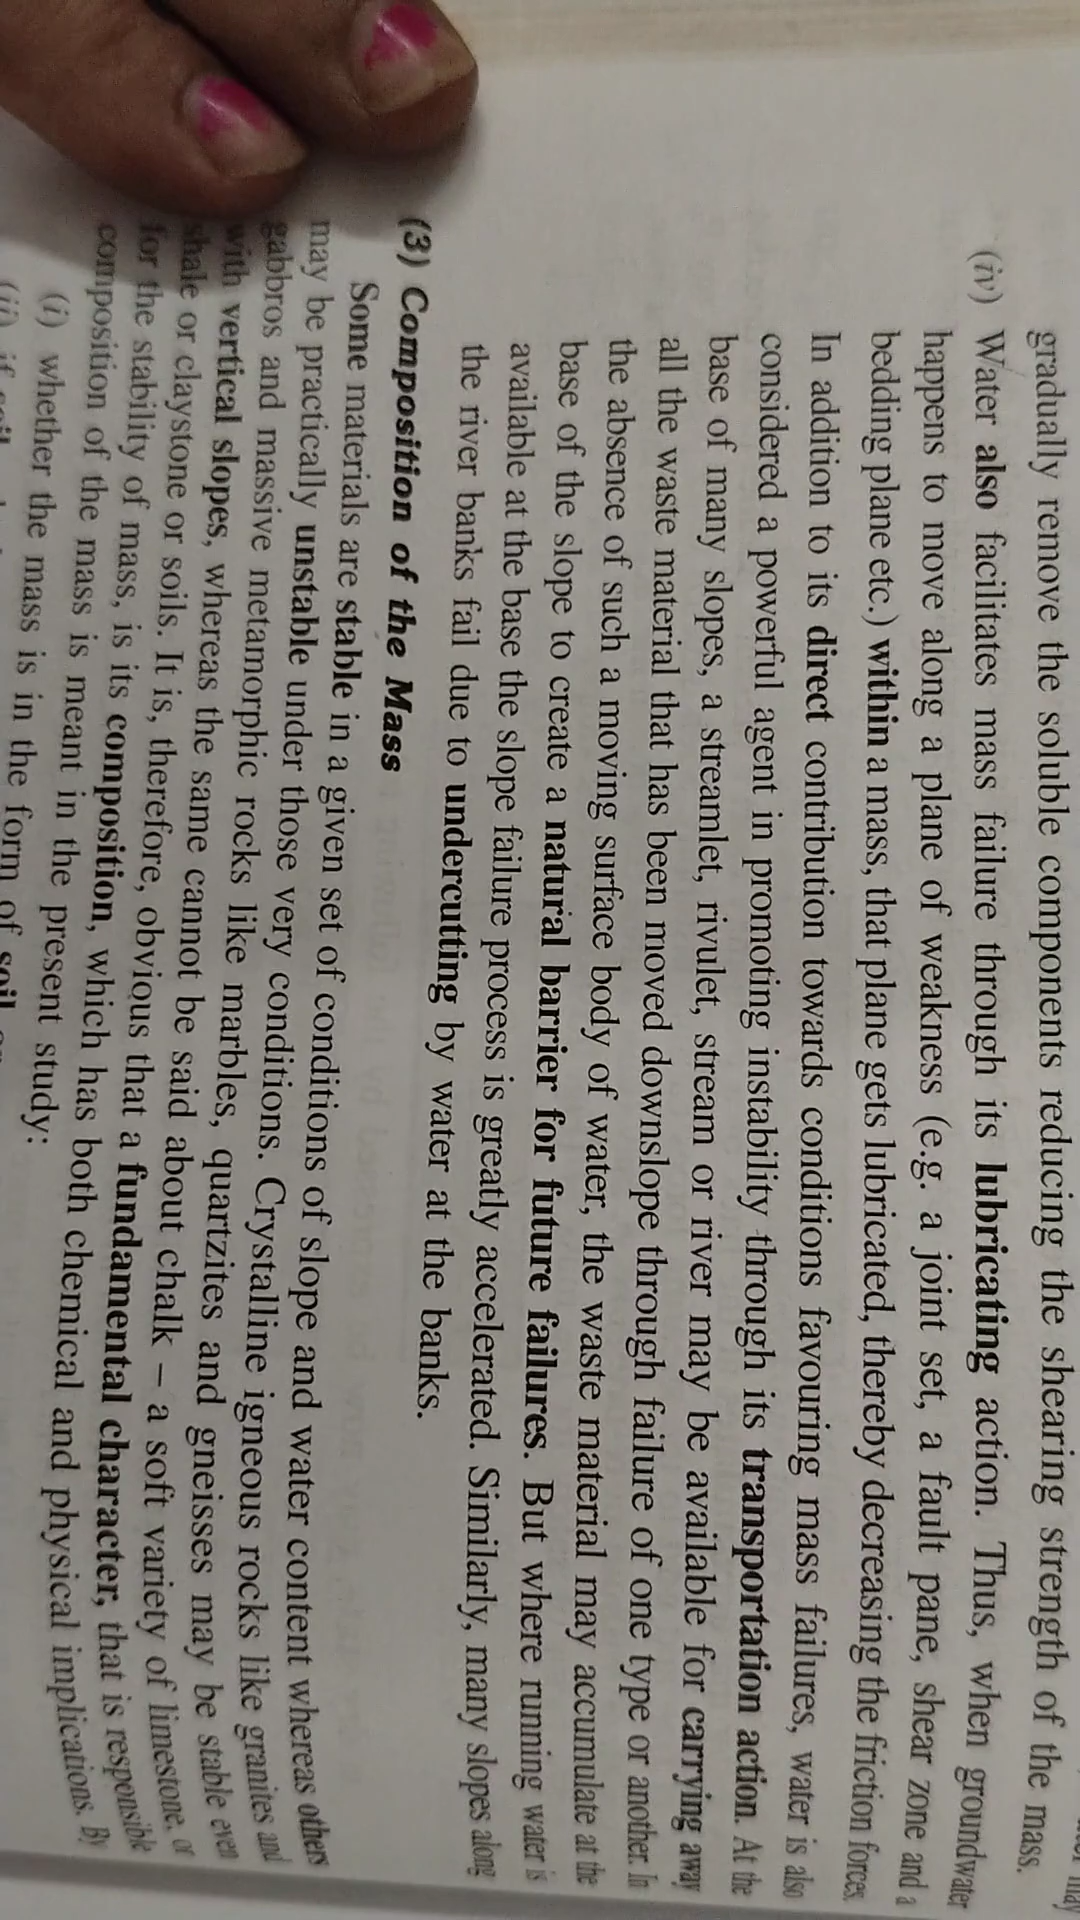 may
gradually remove the soluble components reducing the shearing strength of the mass.
(iv) Water also facilitates mass failure through its lubricating action. Thus, when groundwater
happens to move along a plane of weakness (e.g. a joint set, a fault pane, shear zone and a
bedding plane etc.) within a mass, that plane gets lubricated, thereby decreasing the friction forces.
In addition to its direct contribution towards conditions favouring mass failures, water is also
considered a powerful agent in promoting instability through its transportation action. At the
base of many slopes, a streamlet, rivulet, stream or river may be available for carrying away
all the waste material that has been moved downslope through failure of one type or another. In
the absence of such a moving surface body of water, the waste material may accumulate at the
base of the slope to create a natural barrier for future failures. But where running water is
available at the base the slope failure process is greatly accelerated. Similarly, many slopes along
the river banks fail due to undercutting by water at the banks.
(3) Composition of the Mass
Some materials are stable in a given set of conditions of slope and water content whereas others
may be practically unstable under those very conditions. Crystalline igneous rocks like granites and
gabbros and massive metamorphic rocks like marbles, quartzites and gneisses may be stable even
with vertical slopes, whereas the same cannot be said about chalk – a soft variety of limestone, or
shale or claystone or soils. It is, therefore, obvious that a fundamental character, that is responsible
for the stability of mass, is its composition, which has both chemical and physical implications. By
composition of the mass is meant in the present study:
(i) whether the mass is in the form of soil
(ii) if soil